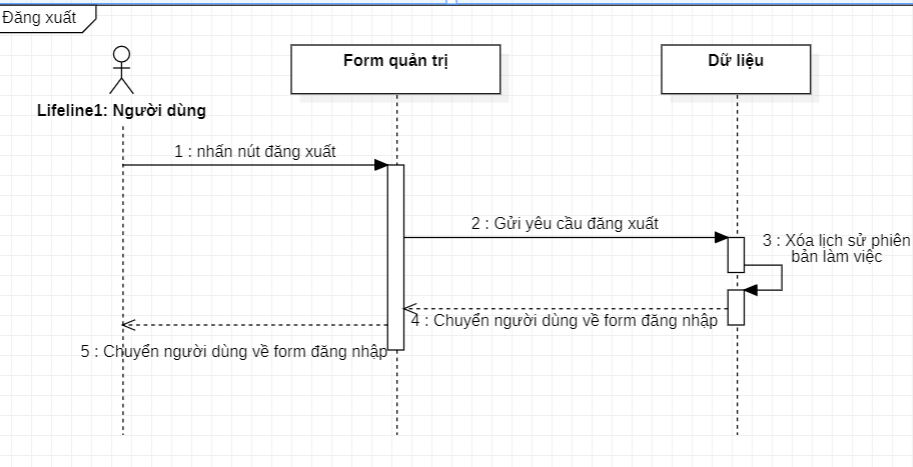 Đăng xuất
Form quản trị
Dữ liệu
Lifeline1: Người dùng
1 : nhấn nút đăng xuất
2 : Gửi yêu cầu đăng xuất
3 : Xóa lịch sử phiên
bản làm việc
4 : Chuyển người dùng về form đăng nhập
5 : Chuyển người dùng về form đăng nhập